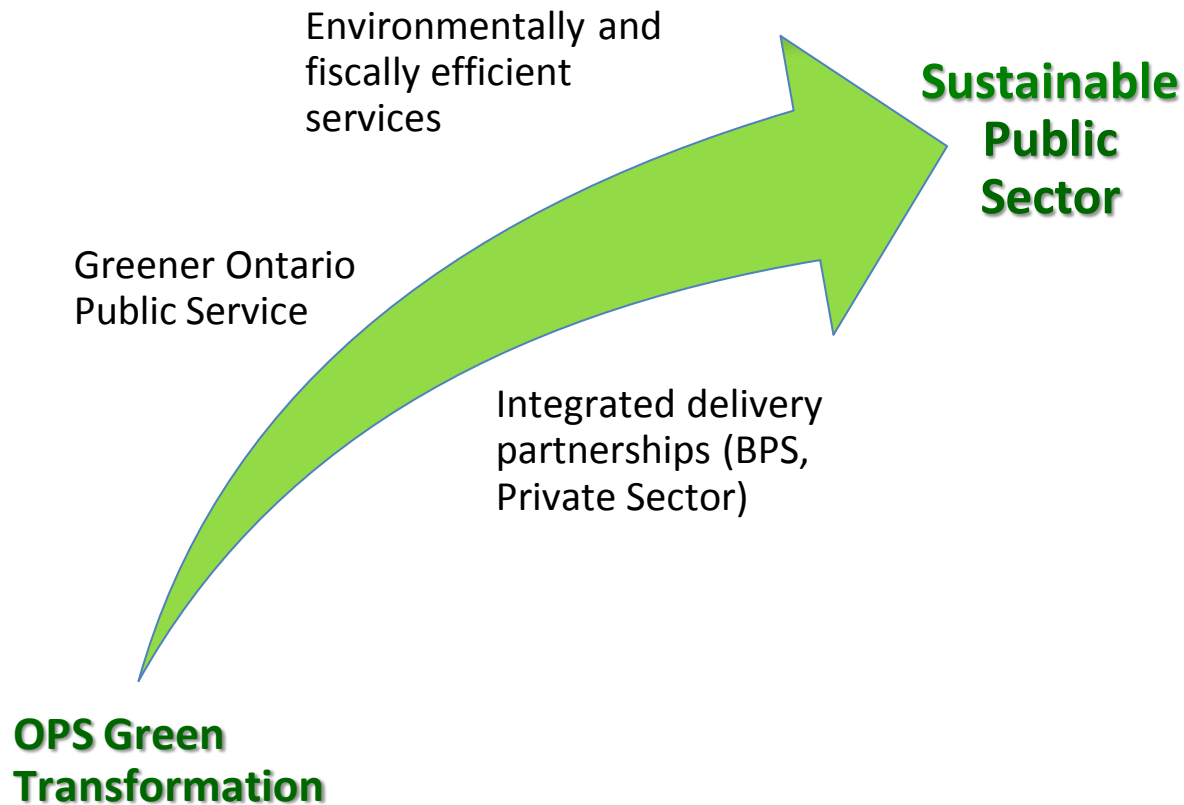 Environmentally and
fiscally efficient
services
Sustainable
Public
Sector
Greener Ontario
Public Service
Integrated delivery
partnerships (BPS,
Private Sector)
OPS Green
Transformation